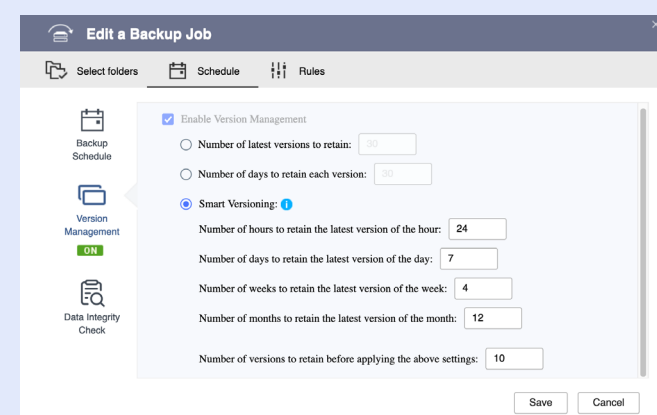 Edit a Backup Job
Select folders
Schedule
Rules
Backup
Schedule
Version
Management
ON
Data Integrity
Check
Enable Version Management
Number of latest versions to retain: 30
Number of days to retain each version: 30
Smart Versioning: i
Number of hours to retain the latest version of the hour: 24
Number of days to retain the latest version of the day: 7
Number of weeks to retain the latest version of the week: 4
Number of months to retain the latest version of the month: 12
Number of versions to retain before applying the above settings: 10
Save
Cancel